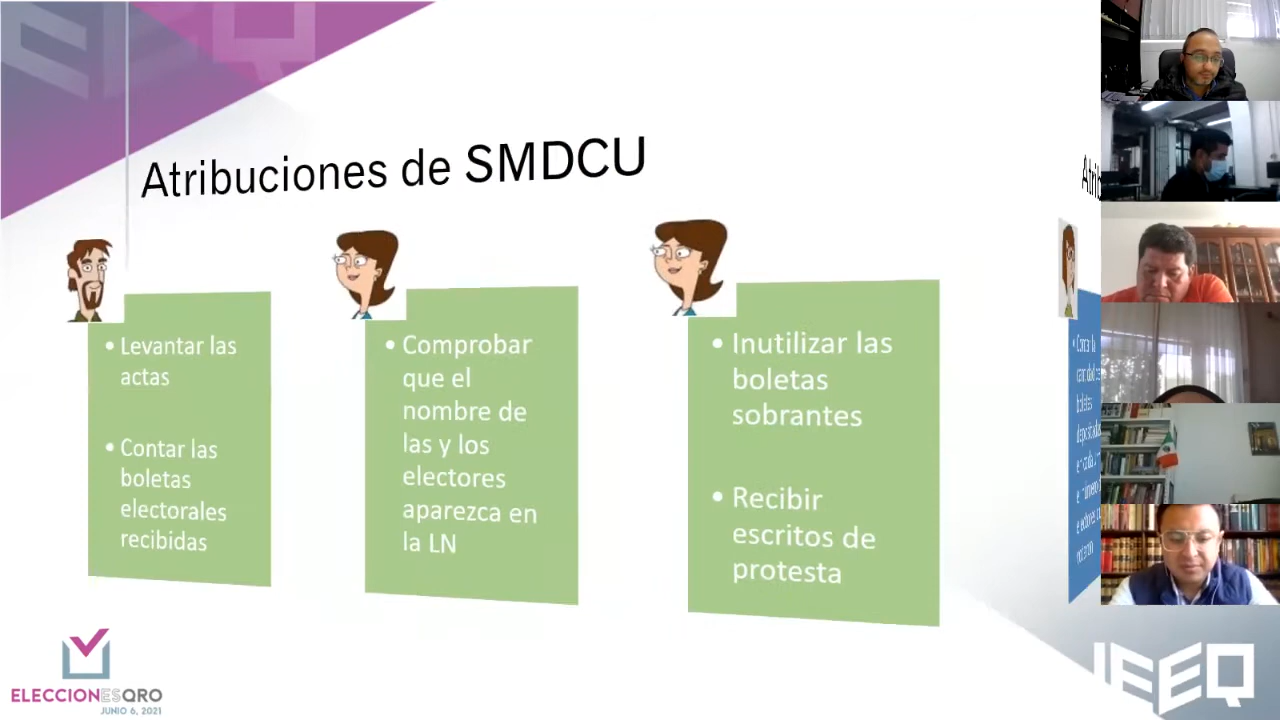 Atribuciones de SMDCU
• Levantar las
actas
• Contar las
boletas
electorales
recibidas
• Comprobar
que el
nombre de
las y los
electores
aparezca en
la LN
• Inutilizar las
boletas
sobrantes
• Recibir
escritos de
protesta
ELECCIONESQRO
JUNIO 6, 2021
IEEQ